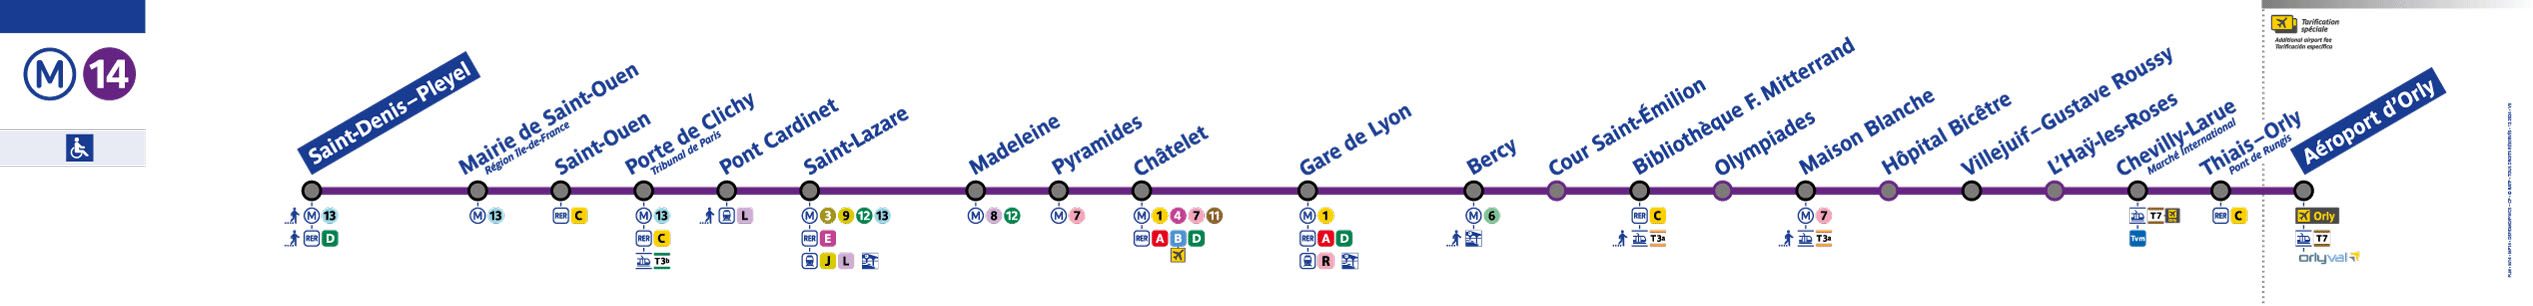 M 14
Tarification
spéciale
Additional airport fee
Tarificación específica
Saint-Denis–Pleyel
M 13
RER D
Mairie de Saint-Ouen
Région Île-de-France
M 13
Saint-Ouen
RER C
Porte de Clichy
Tribunal de Paris
M 13
RER C
T3b
Pont Cardinet
L
Saint-Lazare
M 3 9 12 13
RER E
J L
Madeleine
M 8 12
Pyramides
M 7
Châtelet
M 1 4 7 11
RER A B D
Gare de Lyon
M 1
RER A D
R
Bercy
M 6
Cour Saint-Émilion
Bibliothèque F. Mitterrand
RER C
T3a
Olympiades
Maison Blanche
M 7
T3a
Hôpital Bicêtre
Villejuif–Gustave Roussy
L'Haÿ-les-Roses
Chevilly-Larue
Marché International
T7
Tvm
Thiais–Orly
Pont de Rungis
RER C
Aéroport d'Orly
Orly
T7
orlyval